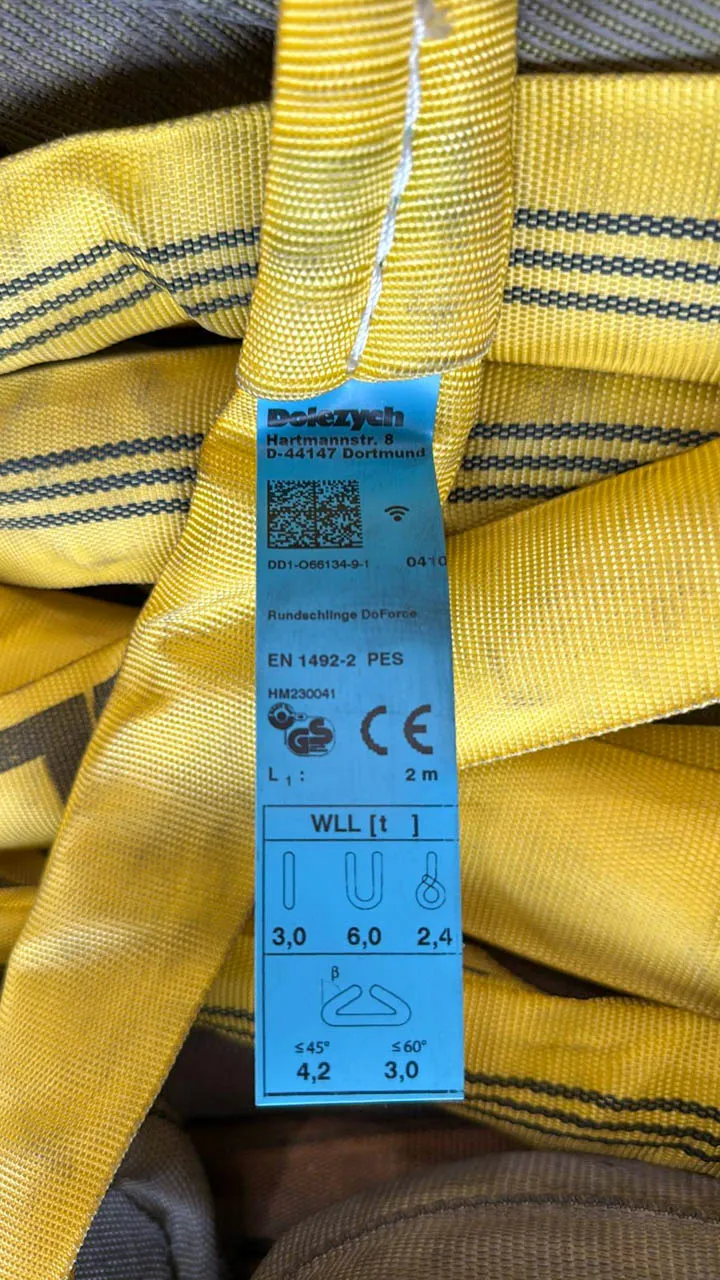 Dolezych
Hartmannstr. 8
D-44147 Dortmund
DD1-O66134-9-1 0410
Rundschlinge DoForce
EN 1492-2 PES
HM230041
GS CE
L1: 2 m
WLL [t ]
3,0 6,0 2,4
β
≤45° ≤60°
4,2 3,0